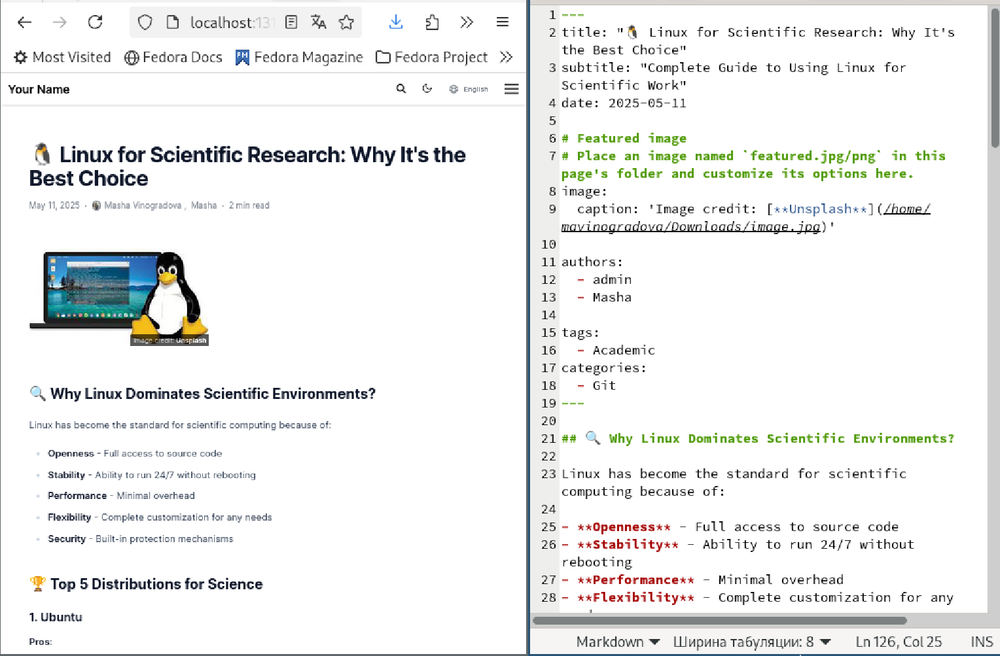 localhost:131
Most Visited
Fedora Docs
Fedora Magazine
Fedora Project
Your Name
English
🐧 Linux for Scientific Research: Why It's the
Best Choice
May 11, 2025 · Masha Vinogradova , Masha · 2 min read
Image credit: Unsplash
🔍 Why Linux Dominates Scientific Environments?
Linux has become the standard for scientific computing because of:
Openness - Full access to source code
Stability - Ability to run 24/7 without rebooting
Performance - Minimal overhead
Flexibility - Complete customization for any needs
Security - Built-in protection mechanisms
🏆 Top 5 Distributions for Science
1. Ubuntu
Pros:
1 ---
2 title: "🐧 Linux for Scientific Research: Why It's
the Best Choice"
3 subtitle: "Complete Guide to Using Linux for
Scientific Work"
4 date: 2025-05-11
5
6 # Featured image
7 # Place an image named `featured.jpg/png` in this
page's folder and customize its options here.
8 image:
9 caption: 'Image credit: [**Unsplash**](/home/
mavinogradova/Downloads/image.jpg)'
10
11 authors:
12 - admin
13 - Masha
14
15 tags:
16 - Academic
17 categories:
18 - Git
19 ---
20
21 ## 🔍 Why Linux Dominates Scientific Environments?
22
23 Linux has become the standard for scientific
computing because of:
24
25 - **Openness** - Full access to source code
26 - **Stability** - Ability to run 24/7 without
rebooting
27 - **Performance** - Minimal overhead
28 - **Flexibility** - Complete customization for any
Markdown
Ширина табуляции: 8
Ln 126, Col 25
INS